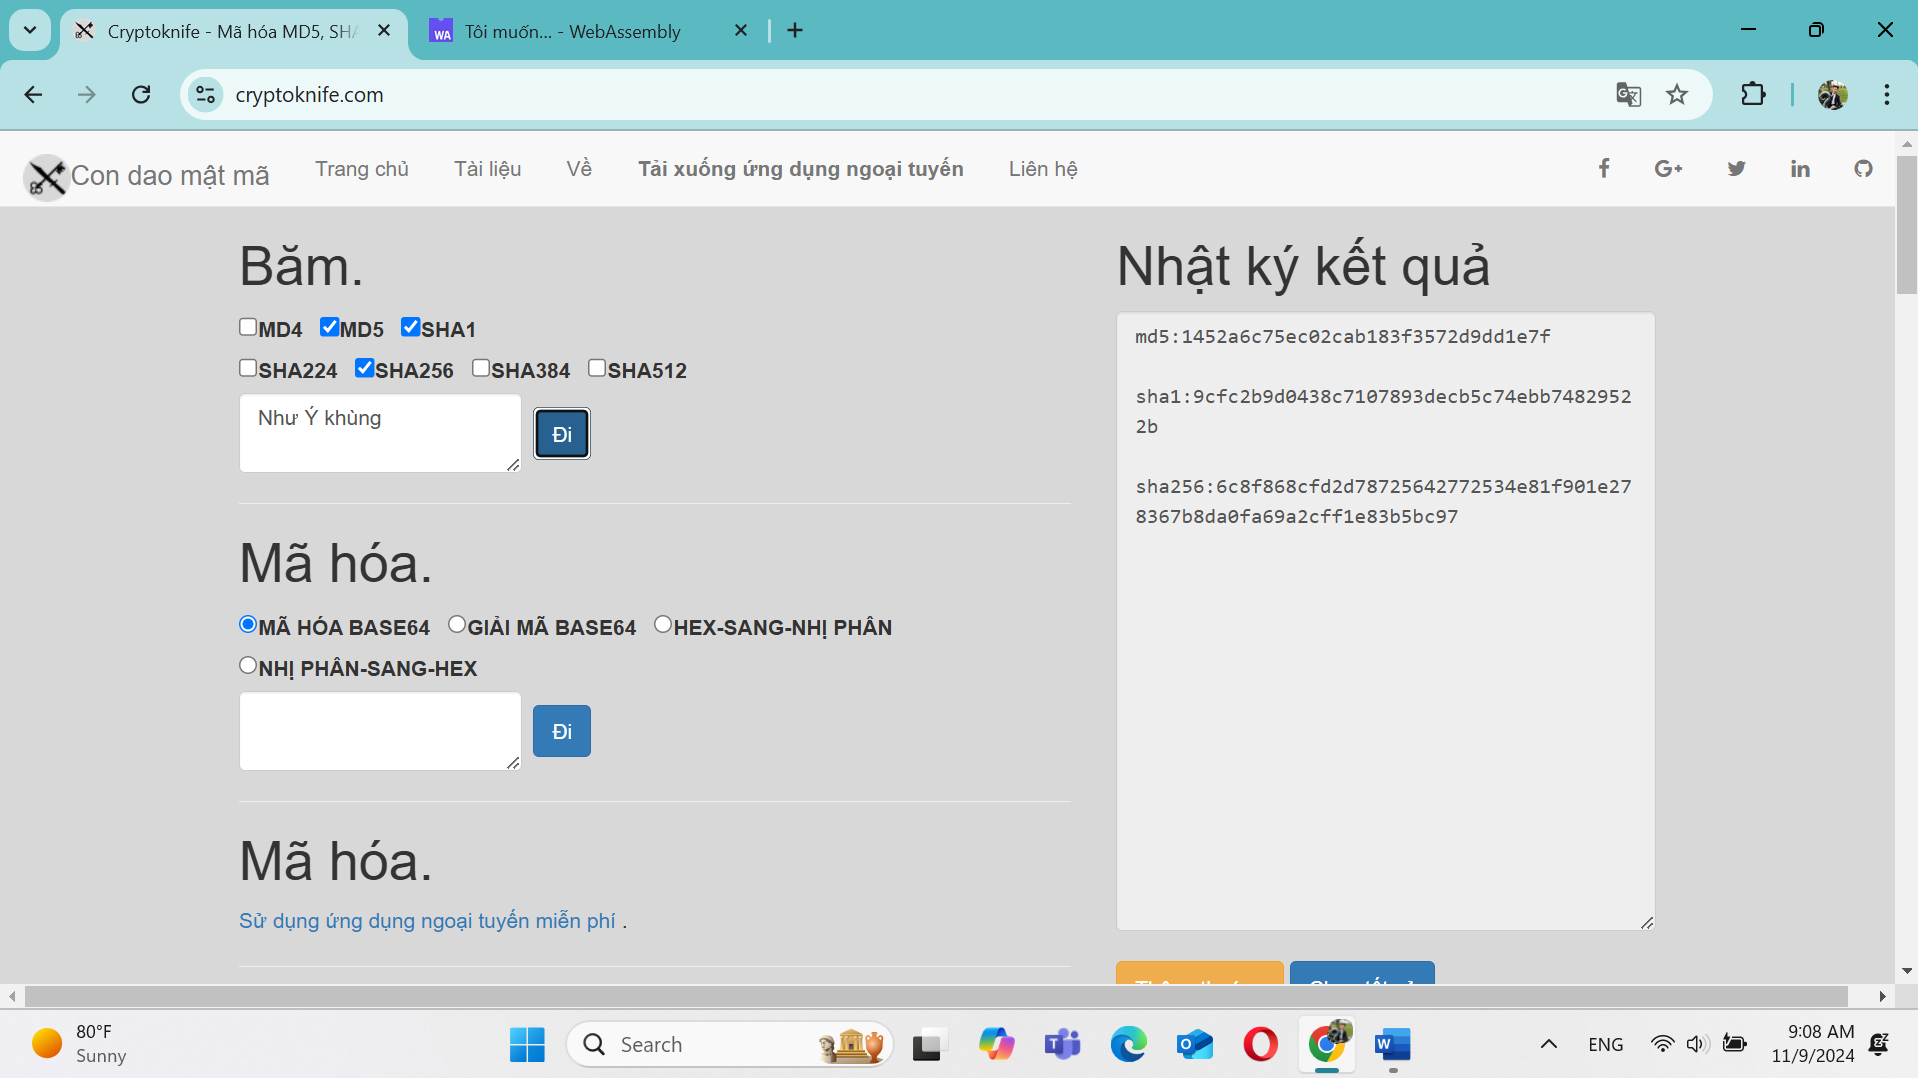 Cryptoknife - Mã hóa MD5, SHA
WA
Tôi muốn... - WebAssembly
cryptoknife.com
Con dao mật mã
Trang chủ
Tài liệu
Về
Tải xuống ứng dụng ngoại tuyến
Liên hệ
Băm.
MD4 MD5 SHA1
SHA224 SHA256 SHA384 SHA512
Như Ý khùng
Đi
Mã hóa.
MÃ HÓA BASE64 GIẢI MÃ BASE64 HEX-SANG-NHỊ PHÂN
NHỊ PHÂN-SANG-HEX
Đi
Mã hóa.
Sử dụng ứng dụng ngoại tuyến miễn phí .
Nhật ký kết quả
md5:1452a6c75ec02cab183f3572d9dd1e7f
sha1:9cfc2b9d0438c7107893decb5c74ebb7482952
2b
sha256:6c8f868cfd2d78725642772534e81f901e27
8367b8da0fa69a2cff1e83b5bc97
80°F
Sunny
Search
ENG
9:08 AM
11/9/2024